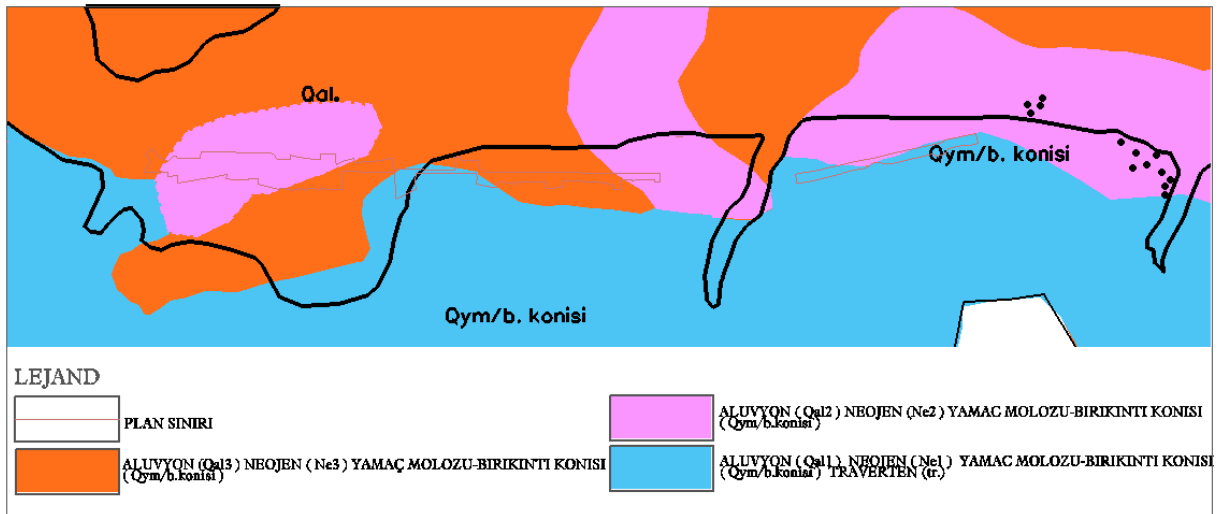 Qal.
Qym/b. konisi
Qym/b. konisi
LEJAND
PLAN SINIRI
ALUVYON (Qal3) NEOJEN (Ne3) YAMAÇ MOLOZU-BIRIKINTI KONISI
(Qym/b.konisi)
ALUVYON (Qal2) NEOJEN (Ne2) YAMAC MOLOZU-BIRIKINTI KONISI
(Qym/b.konisi)
ALUVYON (Qal1) NEOJEN (Ne1) YAMAC MOLOZU-BIRIKINTI KONISI
(Qym/b.konisi) TRAVERTEN (tr.)